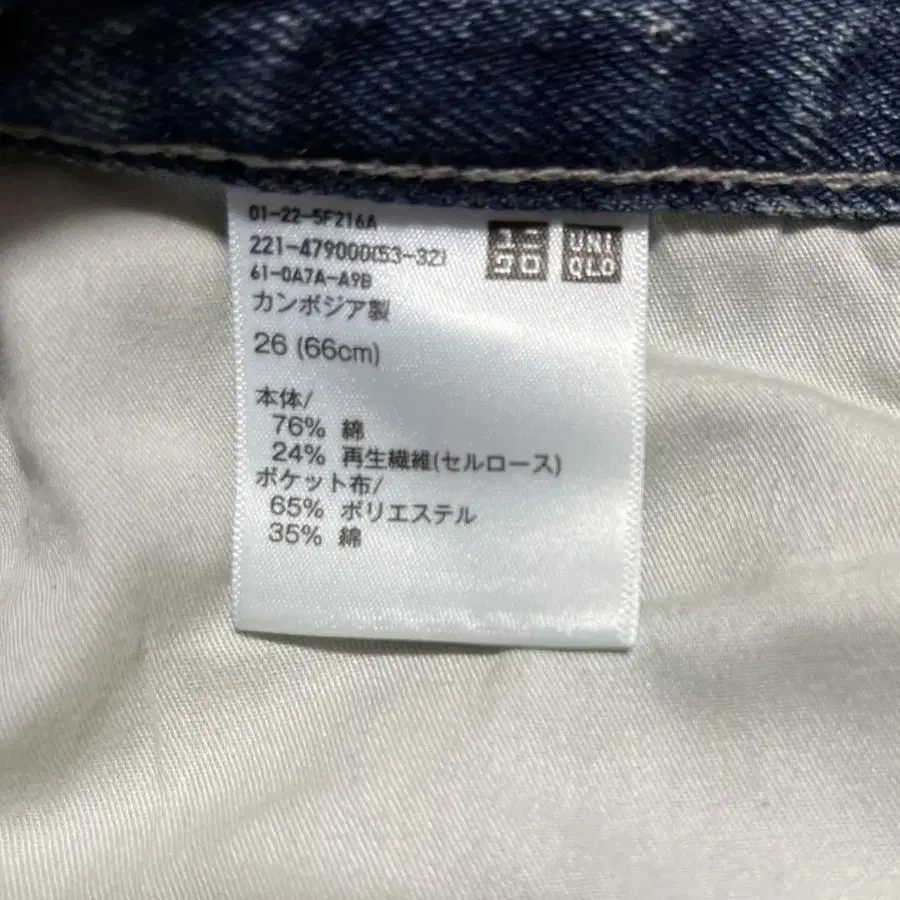 01-22-5F216A
221-479000(53-32)
61-0A7A-A9B
カンボジア製
26 (66cm)
ユニクロ
UNIQLO
本体/
76% 綿
24% 再生繊維(セルロース)
ポケット布/
65% ポリエステル
35% 綿